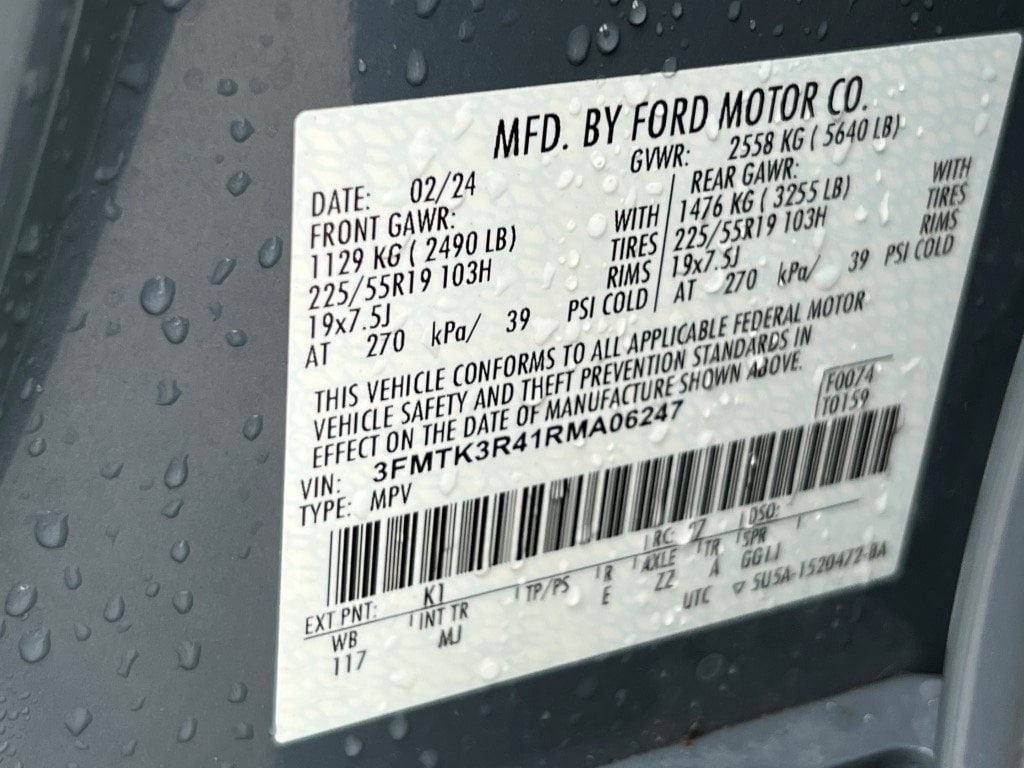 MFD. BY FORD MOTOR CO.
DATE: 02/24 GVWR: 2558 KG ( 5640 LB)
FRONT GAWR: REAR GAWR:
1129 KG ( 2490 LB) WITH 1476 KG ( 3255 LB) WITH
225/55R19 103H TIRES 225/55R19 103H TIRES
19x7.5J RIMS 19x7.5J RIMS
AT 270 kPa/ 39 PSI COLD AT 270 kPa/ 39 PSI COLD
THIS VEHICLE CONFORMS TO ALL APPLICABLE FEDERAL MOTOR
VEHICLE SAFETY AND THEFT PREVENTION STANDARDS IN
EFFECT ON THE DATE OF MANUFACTURE SHOWN ABOVE.
VIN: 3FMTK3R41RMA06247 F0074
TYPE: MPV T0159
EXT PNT: K1 RC: 7 DSO:
WB INT TR TP/PS R AXLE TR SPR
117 MJ E ZZ A GG11
UTC ▽ 5U5A-1520472-BA